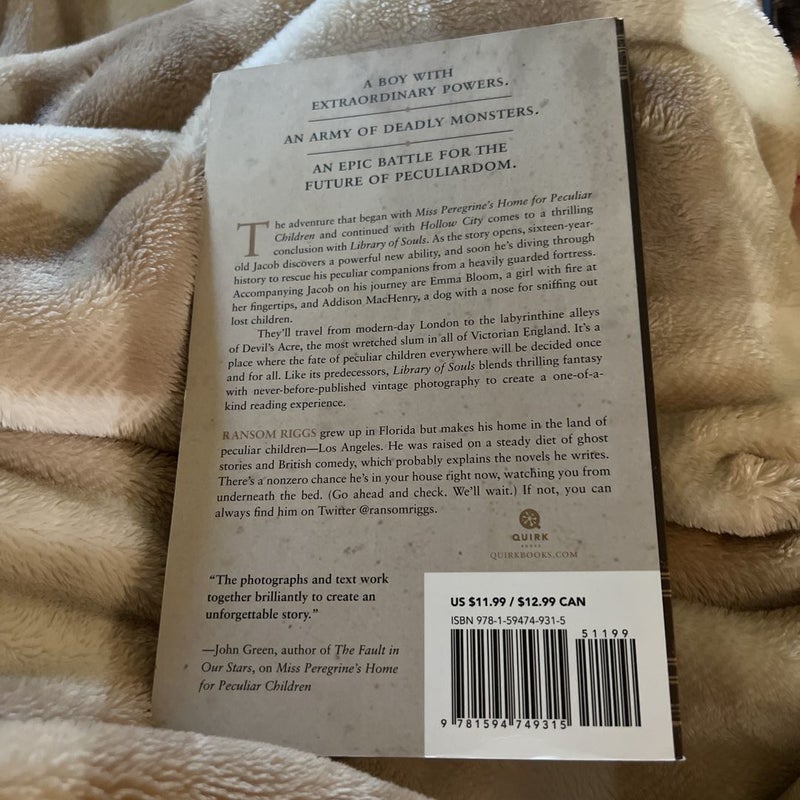 A BOY WITH
EXTRAORDINARY POWERS.
AN ARMY OF DEADLY MONSTERS.
AN EPIC BATTLE FOR THE
FUTURE OF PECULIARDOM.
The adventure that began with Miss Peregrine's Home for Peculiar
Children and continued with Hollow City comes to a thrilling
conclusion with Library of Souls. As the story opens, sixteen-year-
old Jacob discovers a powerful new ability, and soon he's diving through
history to rescue his peculiar companions from a heavily guarded fortress.
Accompanying Jacob on his journey are Emma Bloom, a girl with fire at
her fingertips, and Addison MacHenry, a dog with a nose for sniffing out
lost children.
They'll travel from modern-day London to the labyrinthine alleys
of Devil's Acre, the most wretched slum in all of Victorian England. It's a
place where the fate of peculiar children everywhere will be decided once
and for all. Like its predecessors, Library of Souls blends thrilling fantasy
with never-before-published vintage photography to create a one-of-a-
kind reading experience.
RANSOM RIGGS grew up in Florida but makes his home in the land of
peculiar children—Los Angeles. He was raised on a steady diet of ghost
stories and British comedy, which probably explains the novels he writes.
There's a nonzero chance he's in your house right now, watching you from
underneath the bed. (Go ahead and check. We'll wait.) If not, you can
always find him on Twitter @ransomriggs.
QUIRK
BOOKS
QUIRKBOOKS.COM
"The photographs and text work
together brilliantly to create an
unforgettable story."
—John Green, author of The Fault in
Our Stars, on Miss Peregrine's Home
for Peculiar Children
US $11.99 / $12.99 CAN
ISBN 978-1-59474-931-5
51199
9 781594 749315